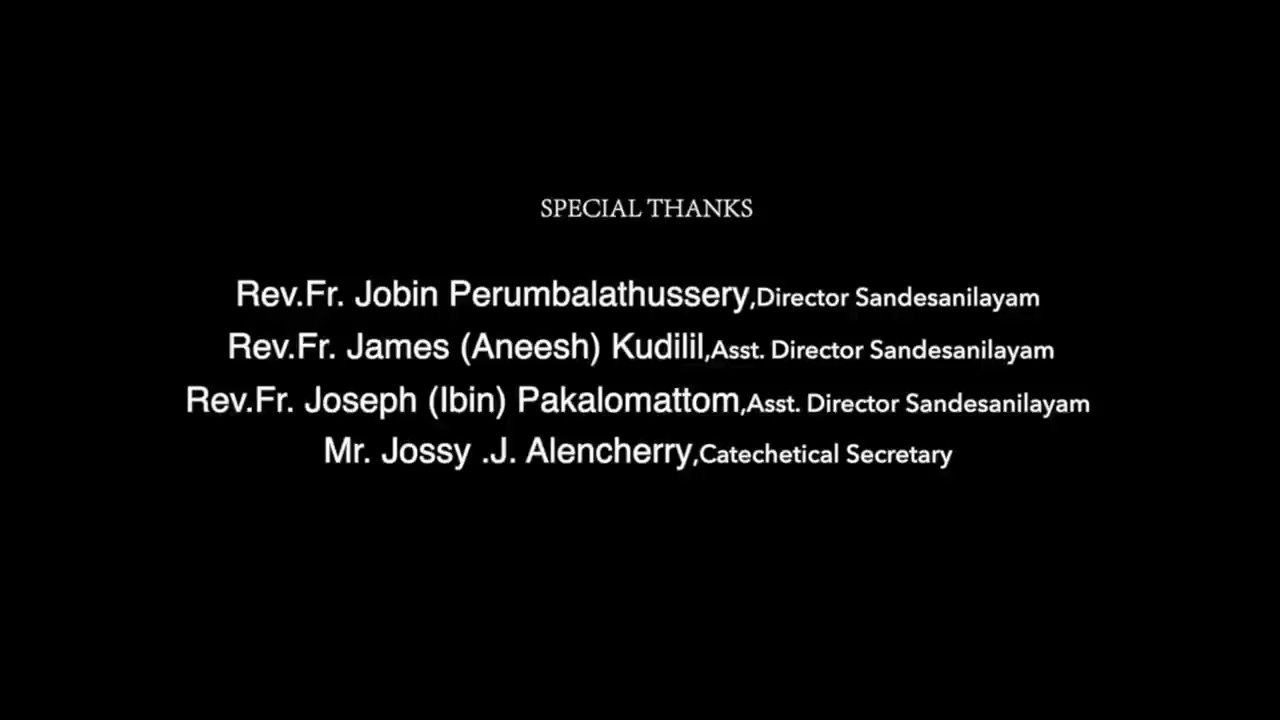 SPECIAL THANKS
Rev.Fr. Jobin Perumbalathussery,Director Sandesanilayam
Rev.Fr. James (Aneesh) Kudilil,Asst. Director Sandesanilayam
Rev.Fr. Joseph (Ibin) Pakalomattom,Asst. Director Sandesanilayam
Mr. Jossy .J. Alencherry,Catechetical Secretary